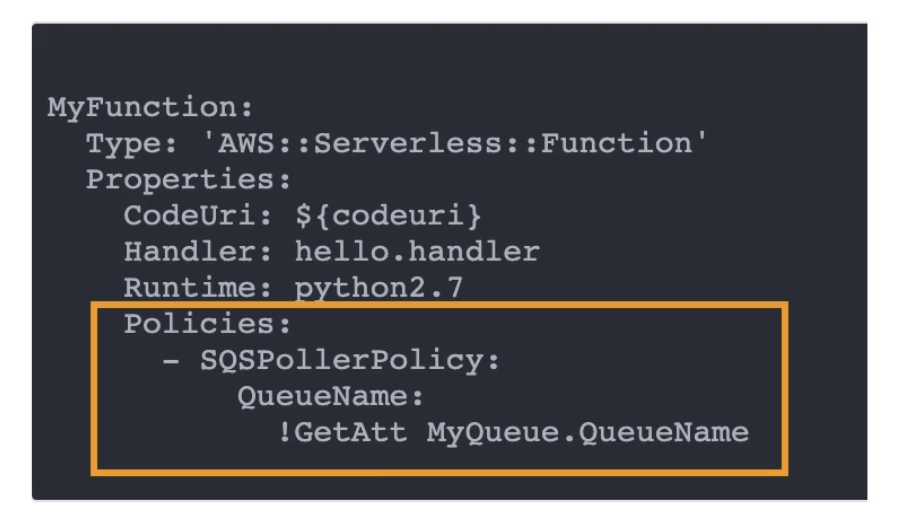 MyFunction:
Type: 'AWS::Serverless::Function'
Properties:
CodeUri: ${codeuri}
Handler: hello.handler
Runtime: python2.7
Policies:
- SQSPollerPolicy:
QueueName:
!GetAtt MyQueue.QueueName